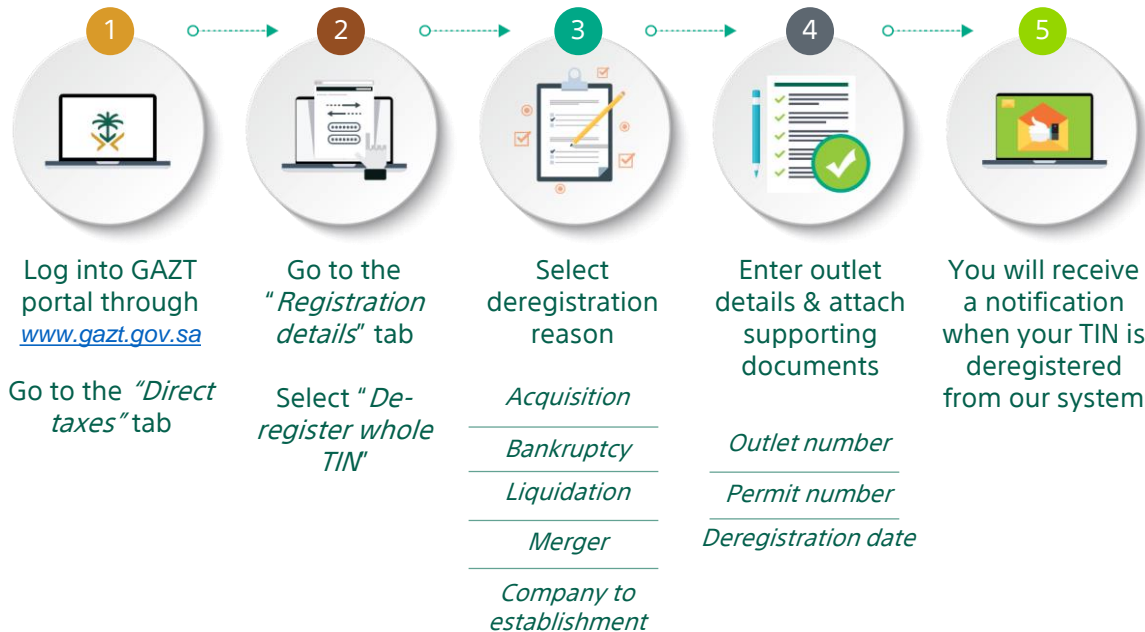 1
2
3
4
5
Log into GAZT
portal through
www.gazt.gov.sa
Go to the “Direct
taxes” tab
Go to the
“Registration
details” tab
Select “De-
register whole
TIN”
Select
deregistration
reason
Acquisition
Bankruptcy
Liquidation
Merger
Company to
establishment
Enter outlet
details & attach
supporting
documents
Outlet number
Permit number
Deregistration date
You will receive
a notification
when your TIN is
deregistered
from our system